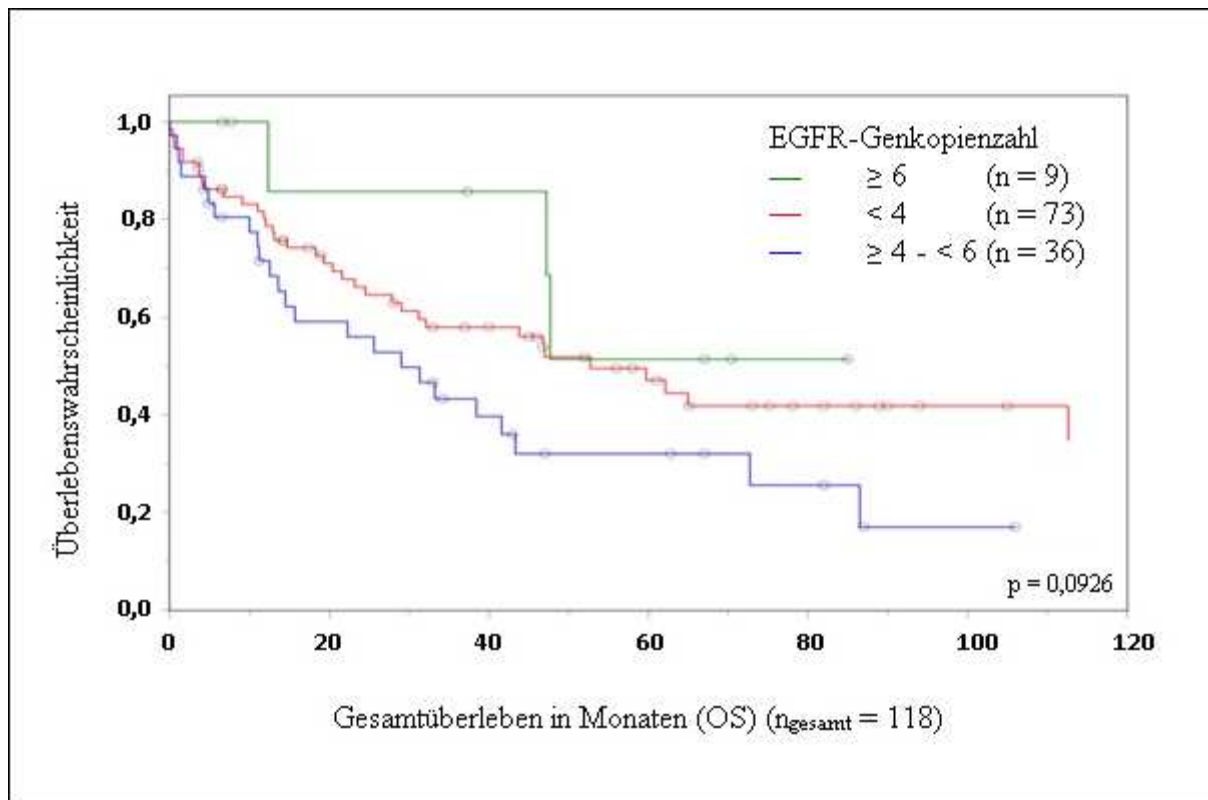 EGFR-Genkopienzahl
≥ 6 (n = 9)
< 4 (n = 73)
≥ 4 - < 6 (n = 36)
Überlebenswahrscheinlichkeit
1,0
0,8
0,6
0,4
0,2
0,0
p = 0,0926
0 20 40 60 80 100 120
Gesamtüberleben in Monaten (OS) (ngesamt = 118)